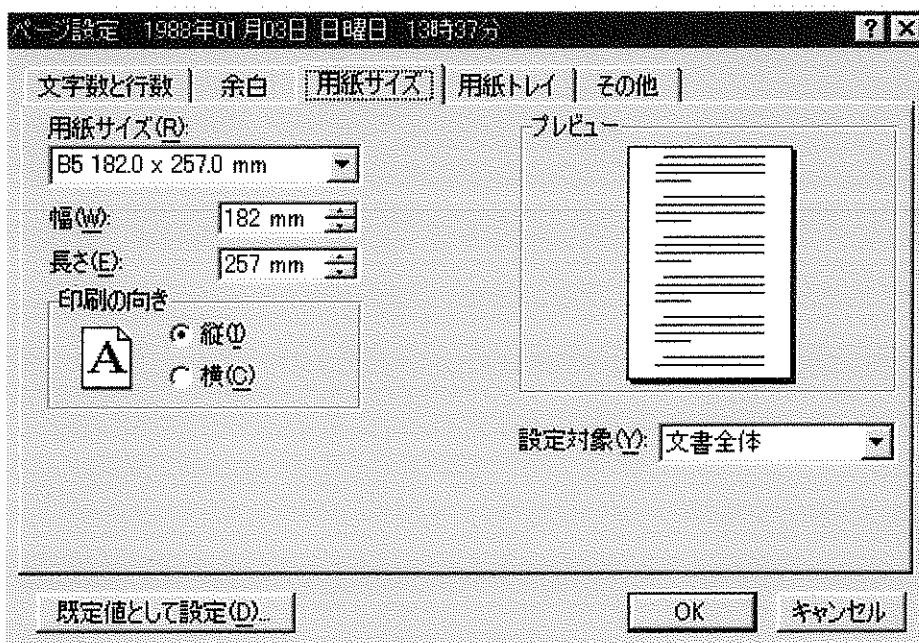 ページ設定 1988年01月03日 日曜日 13時37分
文字数と行数 余白 用紙サイズ 用紙トレイ その他
用紙サイズ(R):
B5 182.0 x 257.0 mm
幅(W): 182 mm
長さ(E): 257 mm
印刷の向き
A
縦(I)
横(C)
プレビュー
設定対象(Y): 文書全体
既定値として設定(D)...
OK キャンセル